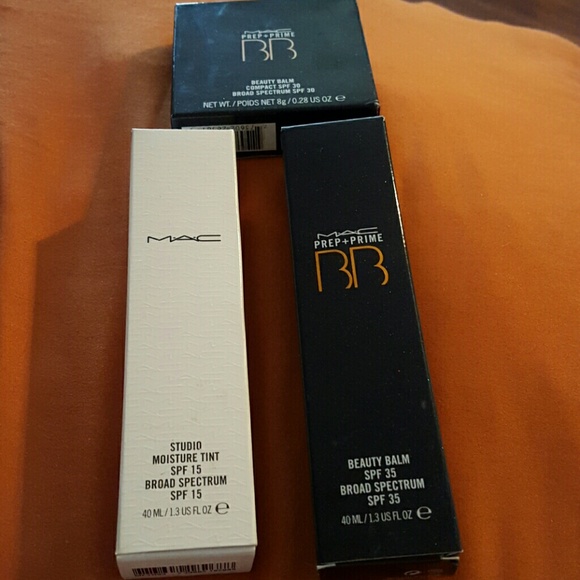 MAC
PREP+PRIME
BB
BEAUTY BALM
COMPACT SPF 30
BROAD SPECTRUM SPF 30
NET WT./POIDS NET 8g/0.28 US OZ e
MAC
STUDIO
MOISTURE TINT
SPF 15
BROAD SPECTRUM
SPF 15
40 ML/1.3 US FL OZ e
MAC
PREP+PRIME
BB
BEAUTY BALM
SPF 35
BROAD SPECTRUM
SPF 35
40 ML/1.3 US FL OZ e